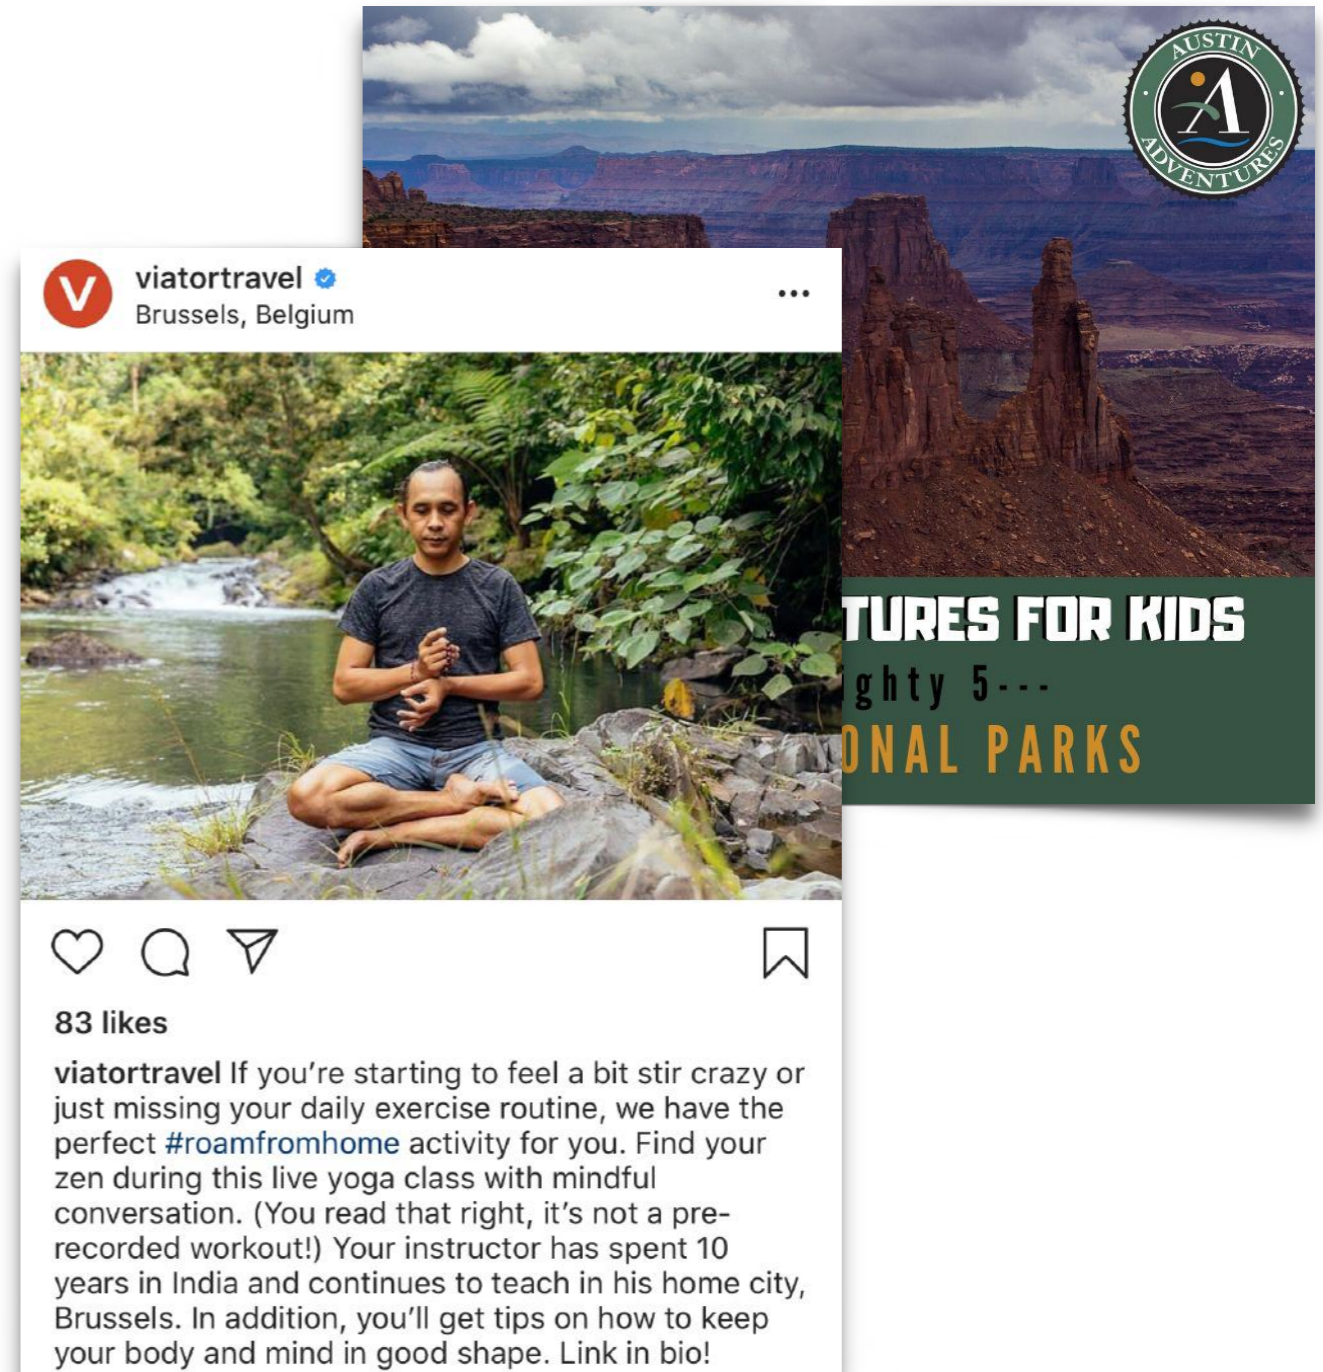 AUSTIN
ADVENTURES
A
viatortravel
Brussels, Belgium
V
TURES FOR KIDS
ghty 5---
ONAL PARKS
83 likes
viatortravel If you're starting to feel a bit stir crazy or
just missing your daily exercise routine, we have the
perfect #roamfromhome activity for you. Find your
zen during this live yoga class with mindful
conversation. (You read that right, it's not a pre-
recorded workout!) Your instructor has spent 10
years in India and continues to teach in his home city,
Brussels. In addition, you'll get tips on how to keep
your body and mind in good shape. Link in bio!